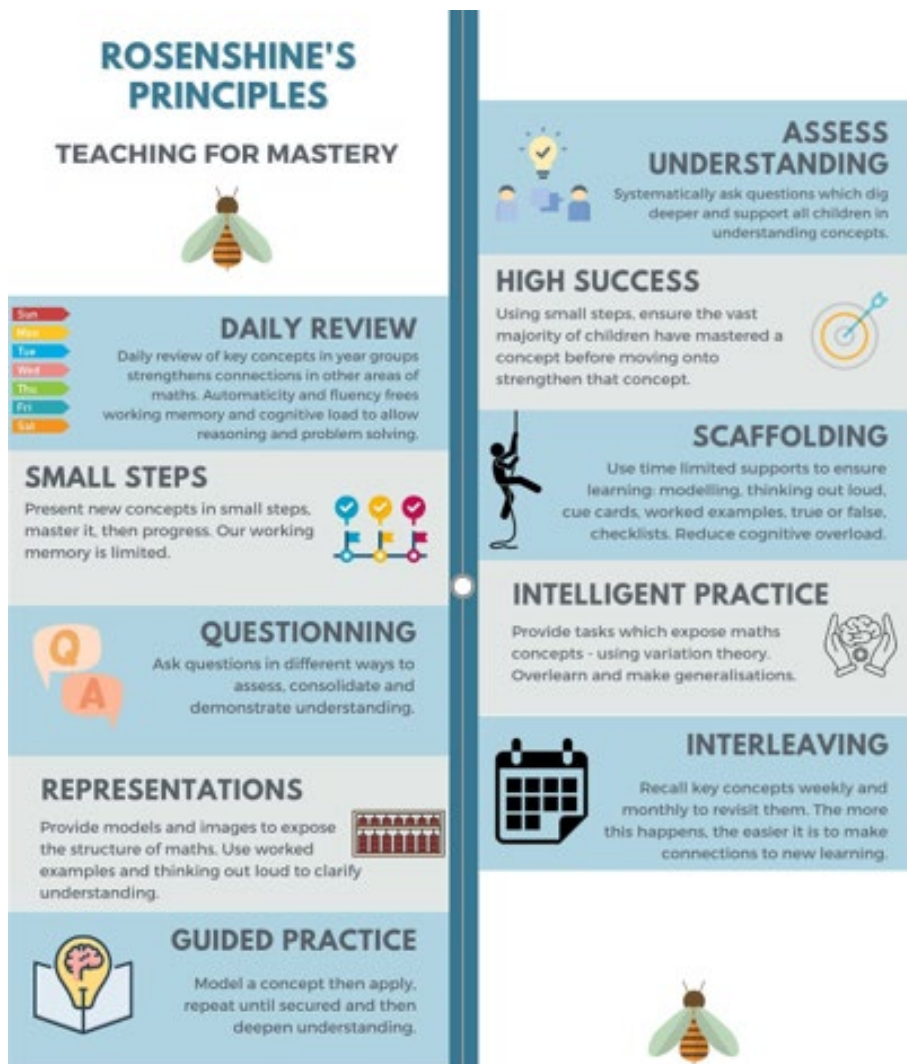 ROSENSHINE'S
PRINCIPLES
TEACHING FOR MASTERY
Sun
Mon
Tue
Wed
Thu
Fri
Sat
DAILY REVIEW
Daily review of key concepts in year groups
strengthens connections in other areas of
maths. Automaticity and fluency frees
working memory and cognitive load to allow
reasoning and problem solving.
SMALL STEPS
Present new concepts in small steps,
master it, then progress. Our working
memory is limited.
Q
A
QUESTIONNING
Ask questions in different ways to
assess, consolidate and
demonstrate understanding.
REPRESENTATIONS
Provide models and images to expose
the structure of maths. Use worked
examples and thinking out loud to clarify
understanding.
GUIDED PRACTICE
Model a concept then apply,
repeat until secured and then
deepen understanding.
ASSESS
UNDERSTANDING
Systematically ask questions which dig
deeper and support all children in
understanding concepts.
HIGH SUCCESS
Using small steps, ensure the vast
majority of children have mastered a
concept before moving onto
strengthen that concept.
SCAFFOLDING
Use time limited supports to ensure
learning: modelling, thinking out loud,
cue cards, worked examples, true or false,
checklists. Reduce cognitive overload.
INTELLIGENT PRACTICE
Provide tasks which expose maths
concepts - using variation theory.
Overlearn and make generalisations.
INTERLEAVING
Recall key concepts weekly and
monthly to revisit them. The more
this happens, the easier it is to make
connections to new learning.